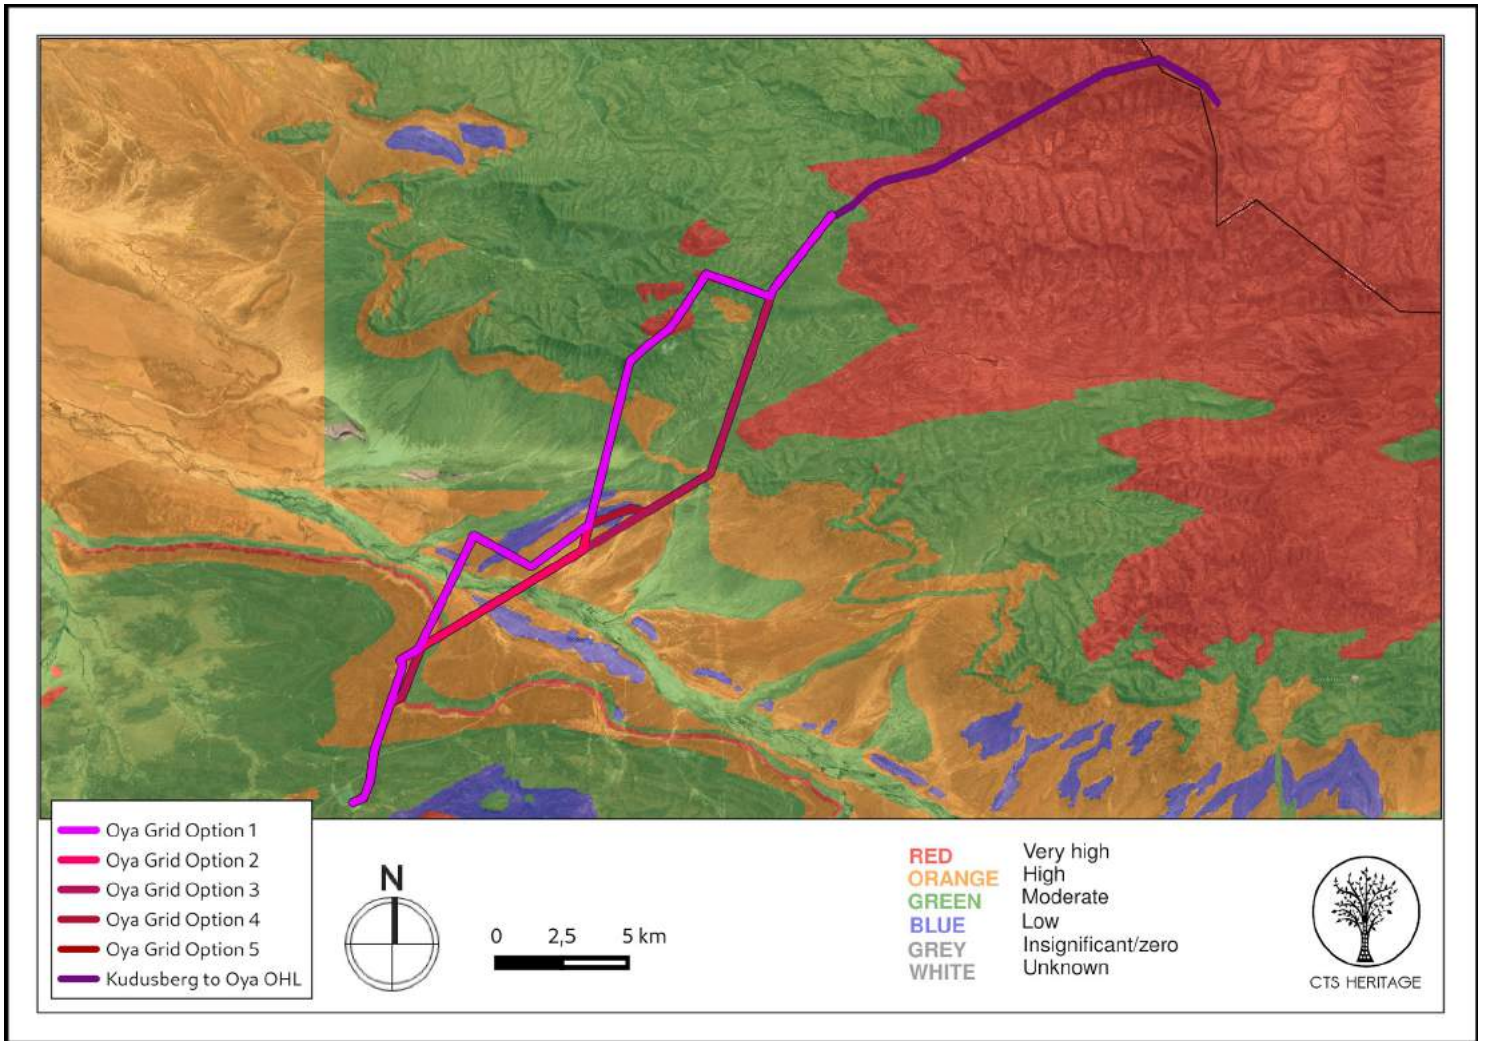 Oya Grid Option 1
Oya Grid Option 2
Oya Grid Option 3
Oya Grid Option 4
Oya Grid Option 5
Kudusberg to Oya OHL
N
0 2,5 5 km
RED Very high
ORANGE High
GREEN Moderate
BLUE Low
GREY Insignificant/zero
WHITE Unknown
CTS HERITAGE